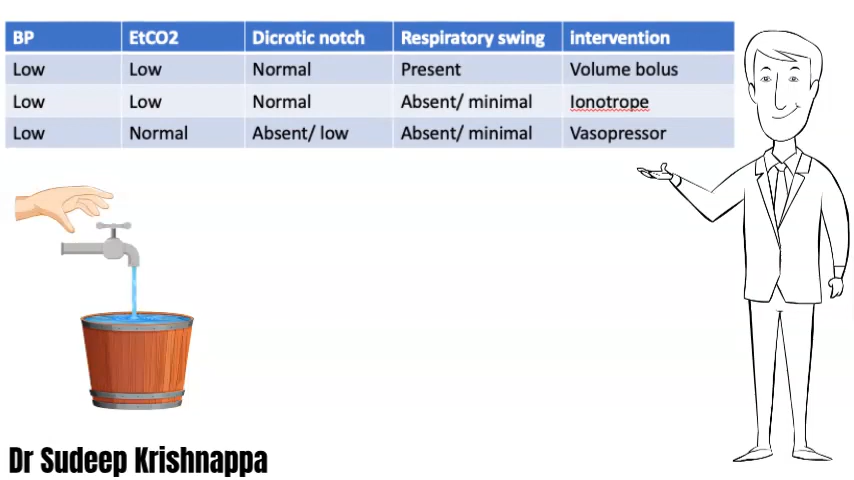 BP EtCO2 Dicrotic notch Respiratory swing intervention
Low Low Normal Present Volume bolus
Low Low Normal Absent/ minimal Ionotrope
Low Normal Absent/ low Absent/ minimal Vasopressor
Dr Sudeep Krishnappa